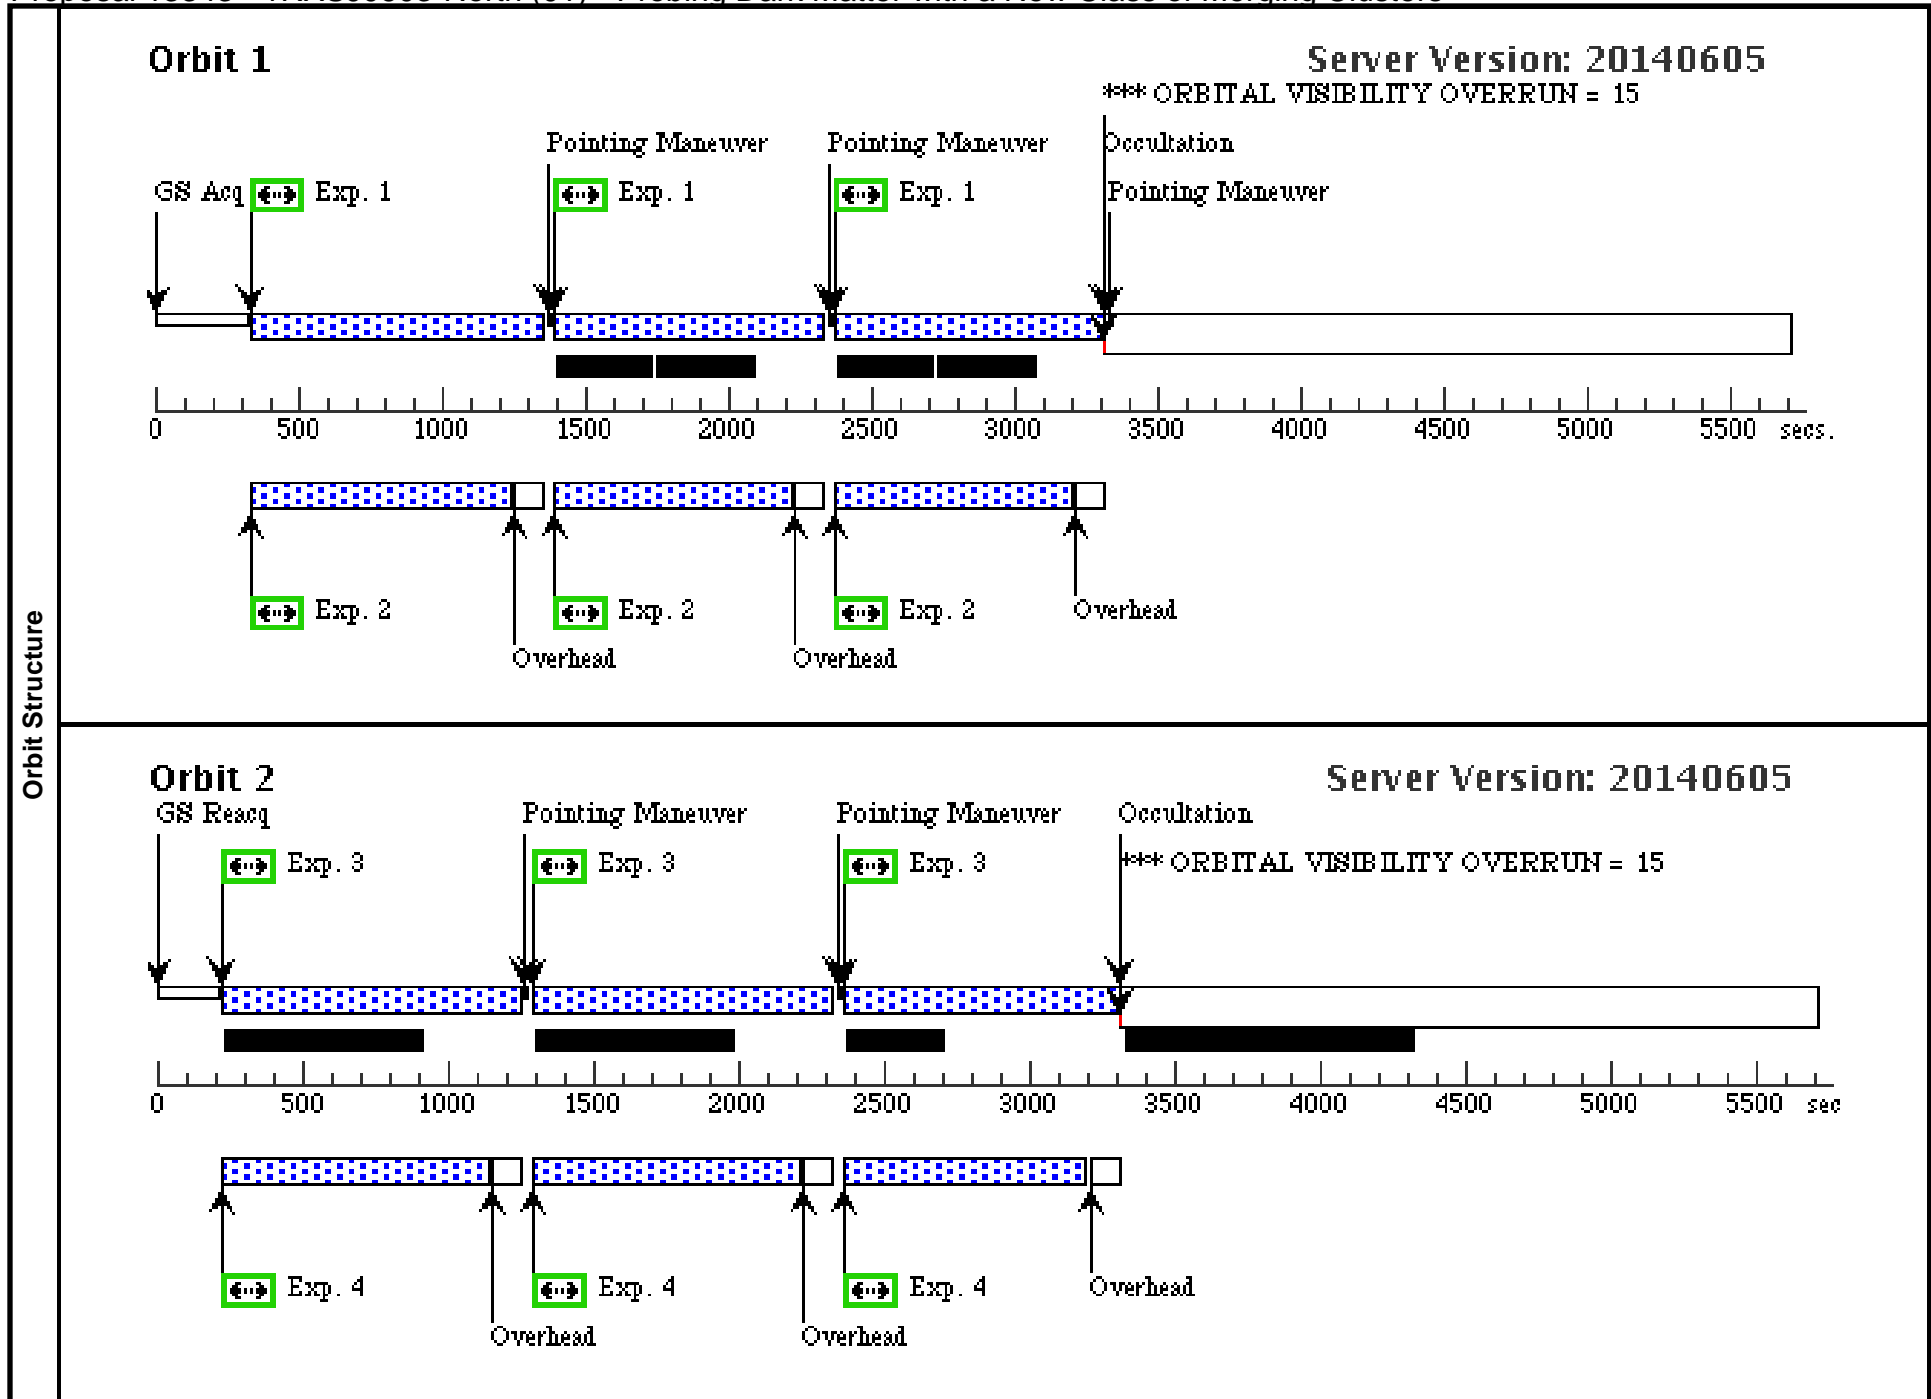 Orbit Structure
Orbit 1
Server Version: 20140605
*** ORBITAL VISIBILITY OVERRUN = 15
Pointing Maneuver
Pointing Maneuver
Occultation
GS Acq
Exp. 1
Exp. 1
Exp. 1
Pointing Maneuver
0 500 1000 1500 2000 2500 3000 3500 4000 4500 5000 5500 secs.
Exp. 2
Exp. 2
Exp. 2
Overhead
Overhead
Overhead
Orbit 2
Server Version: 20140605
GS Reacq
Pointing Maneuver
Pointing Maneuver
Occultation
Exp. 3
Exp. 3
Exp. 3
*** ORBITAL VISIBILITY OVERRUN = 15
0 500 1000 1500 2000 2500 3000 3500 4000 4500 5000 5500 sec
Exp. 4
Exp. 4
Exp. 4
Overhead
Overhead
Overhead